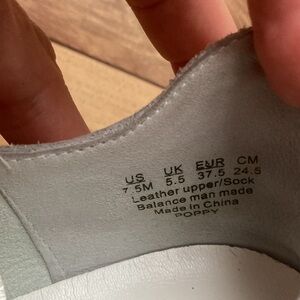 US UK EUR CM
7.5M 5.5 37.5 24.5
Leather upper/Sock
Balance man made
Made in China
POPPY